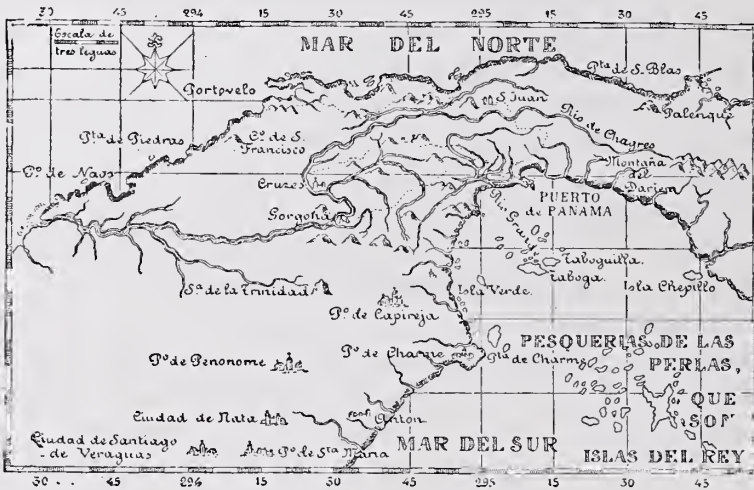 30 45 294 15 30 45 295 15 30 45
Escala de
tres leguas
MAR DEL NORTE
Pta de S. Blas
Portovelo
S. Juan
Palenque
Rio de Chagres
Pta de Piedras
Co. de S.
Francisco
Montaña
del
Darien
Co. de Naos
Cruzes
PUERTO
de PANAMA
Gorgona
Rio Grande
Taboguilla.
Taboga.
Sa. de la Trinidad
Isla Verde.
Isla Chepillo
Po. de Capireja
PESQUERIAS DE LAS
PERLAS,
Po. de Penonome
Po. de Charme
Pta. de Charme
QUE
SON
Ciudad de Nata
Anton
Ciudad de Santiago
de Veraguas
Po. de Sta Maria
MAR DEL SUR
ISLAS DEL REY
30 45 294 15 30 45 295 15 30 45